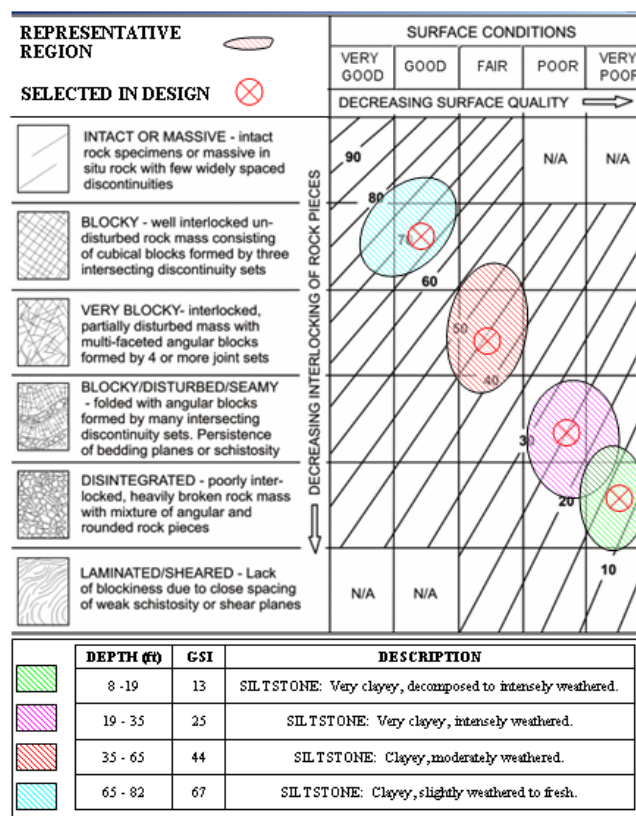 REPRESENTATIVE
REGION
SELECTED IN DESIGN
SURFACE CONDITIONS
VERY
GOOD
GOOD
FAIR
POOR
VERY
POOR
DECREASING SURFACE QUALITY
DECREASING INTERLOCKING OF ROCK PIECES
INTACT OR MASSIVE - intact
rock specimens or massive in
situ rock with few widely spaced
discontinuities
90
N/A
N/A
80
BLOCKY - well interlocked un-
disturbed rock mass consisting
of cubical blocks formed by three
intersecting discontinuity sets
70
60
VERY BLOCKY- interlocked,
partially disturbed mass with
multi-faceted angular blocks
formed by 4 or more joint sets
50
40
BLOCKY/DISTURBED/SEAMY
- folded with angular blocks
formed by many intersecting
discontinuity sets. Persistence
of bedding planes or schistosity
30
DISINTEGRATED - poorly inter-
locked, heavily broken rock mass
with mixture of angular and
rounded rock pieces
20
10
LAMINATED/SHEARED - Lack
of blockiness due to close spacing
of weak schistosity or shear planes
N/A
N/A
DEPTH (ft) GSI DESCRIPTION
8 -19 13 SILTSTONE: Very clayey, decomposed to intensely weathered.
19 - 35 25 SILTSTONE: Very clayey, intensely weathered.
35 - 65 44 SILTSTONE: Clayey, moderately weathered.
65 - 82 67 SILTSTONE: Clayey, slightly weathered to fresh.